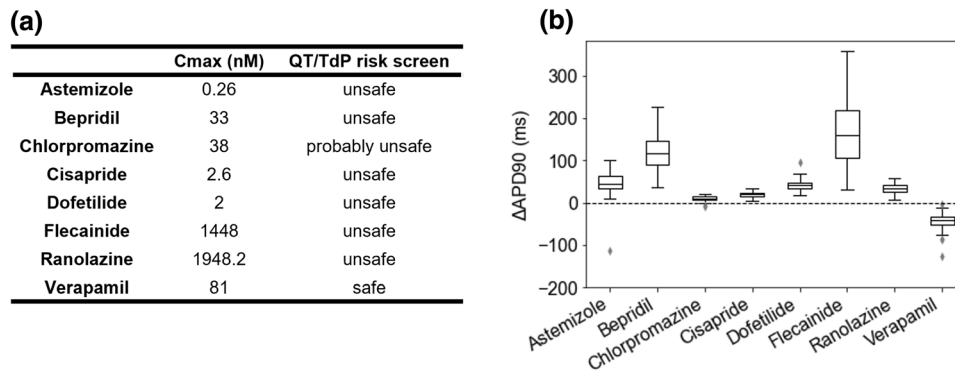 (a)
Cmax (nM) QT/TdP risk screen
Astemizole 0.26 unsafe
Bepridil 33 unsafe
Chlorpromazine 38 probably unsafe
Cisapride 2.6 unsafe
Dofetilide 2 unsafe
Flecainide 1448 unsafe
Ranolazine 1948.2 unsafe
Verapamil 81 safe
(b)
ΔAPD90 (ms)
300
200
100
0
−100
−200
Astemizole
Bepridil
Chlorpromazine
Cisapride
Dofetilide
Flecainide
Ranolazine
Verapamil